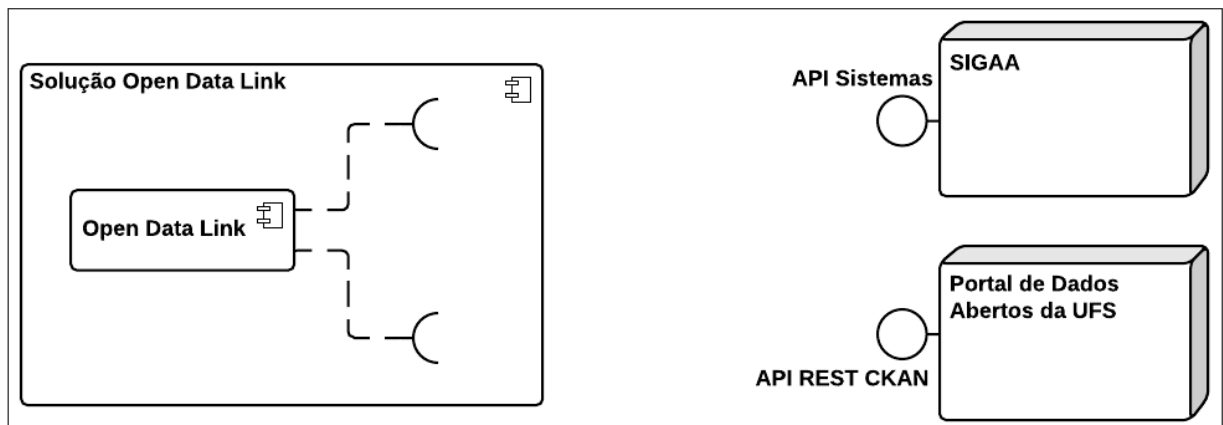 Solução Open Data Link
Open Data Link
API Sistemas
SIGAA
Portal de Dados
Abertos da UFS
API REST CKAN